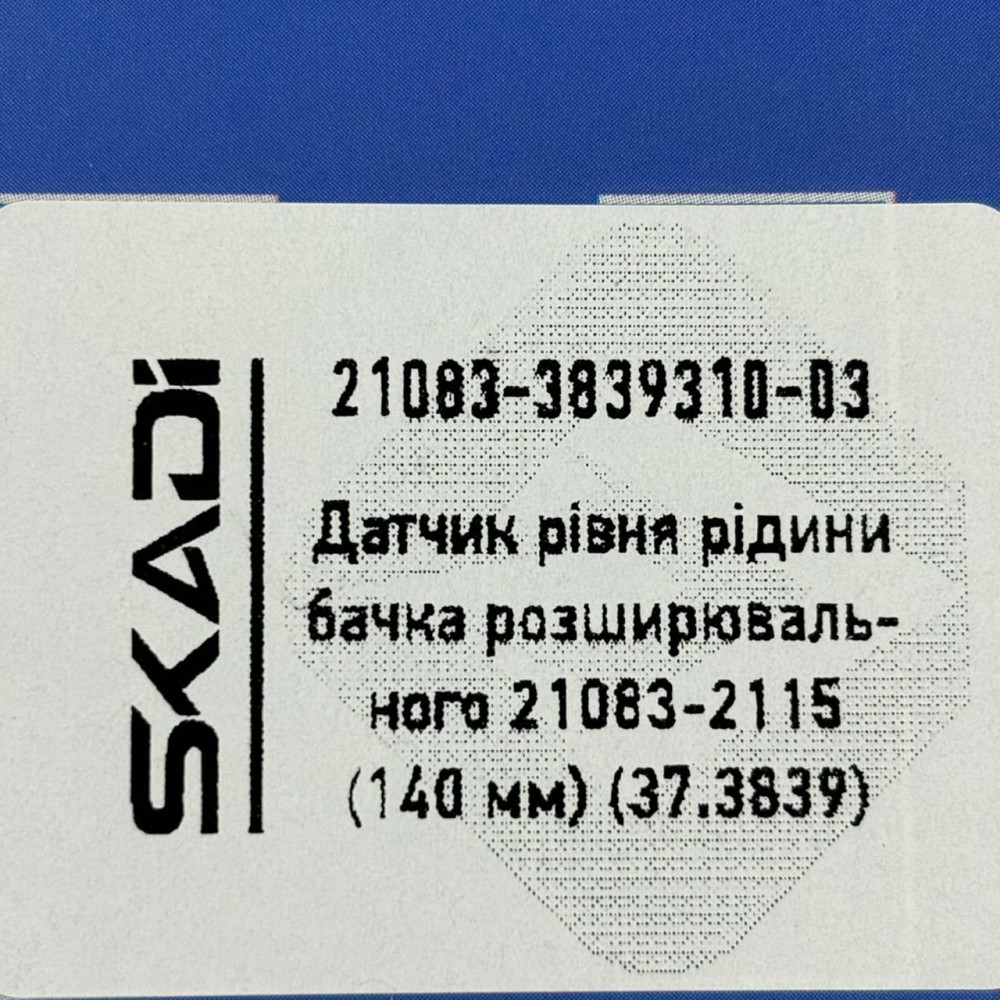 SKADI
21083-3839310-03
Датчик рівня рідини
бачка розширюваль-
ного 21083-2115
(140 мм) (37.3839)